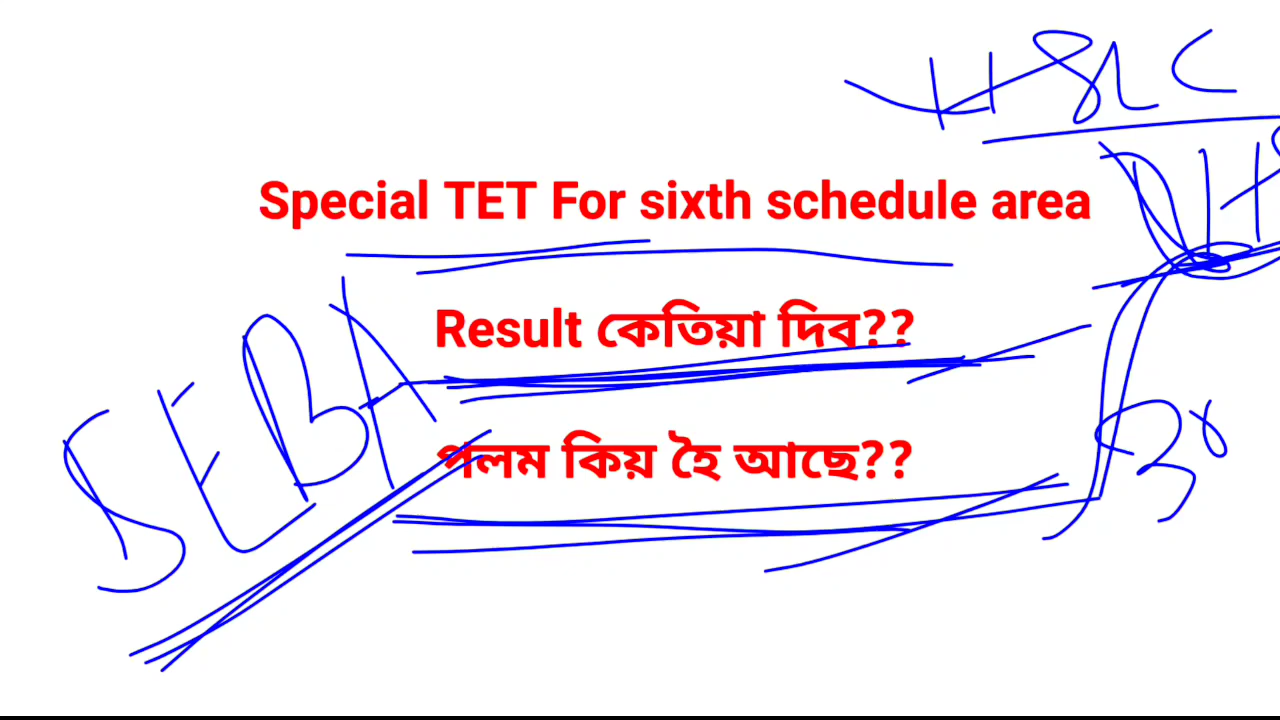 HSLC
Special TET For sixth schedule area
Result কেতিয়া দিব??
SEBA
পলম কিয় হৈ আছে??